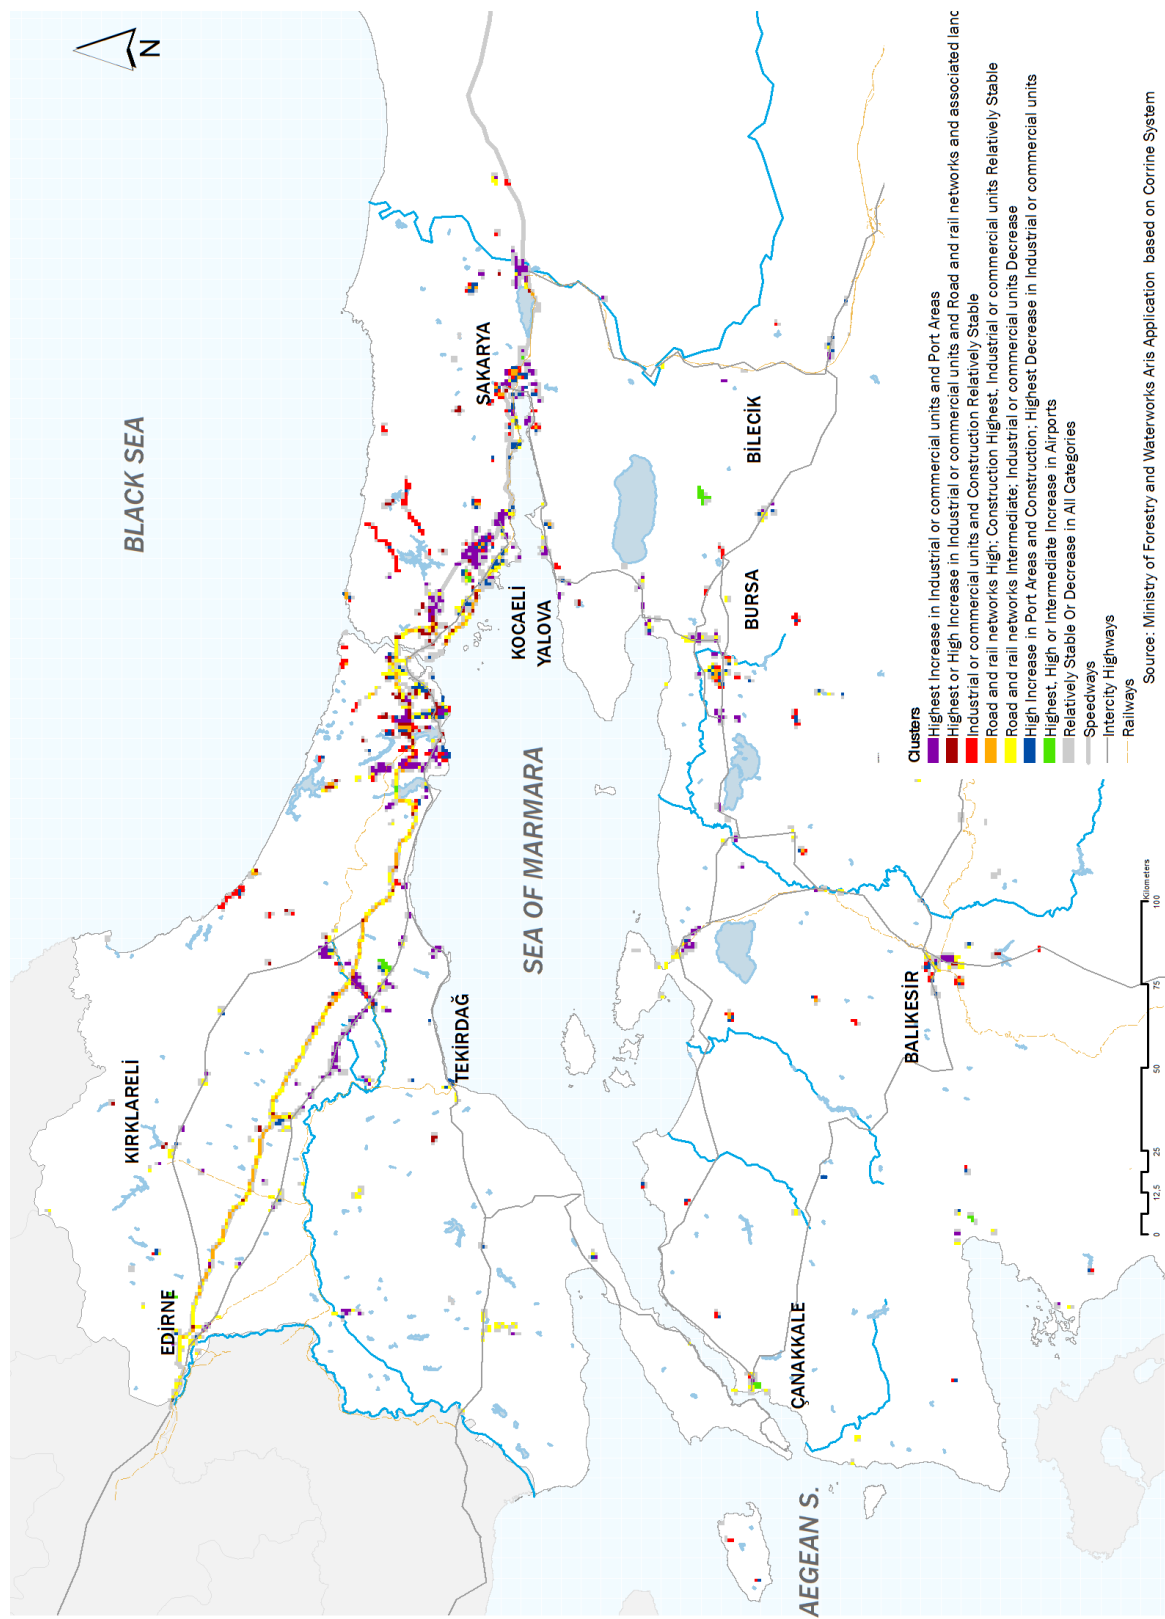 N
BLACK SEA
KIRKLARELİ
EDİRNE
TEKİRDAĞ
SAKARYA
KOCAELİ
YALOVA
SEA OF MARMARA
BİLECİK
BURSA
BALIKESİR
ÇANAKKALE
AEGEAN S.
Clusters
Highest Increase in Industrial or commercial units and Port Areas
Highest or High Increase in Industrial or commercial units and Road and rail networks and associated land
Industrial or commercial units and Construction Relatively Stable
Road and rail networks High; Construction Highest, Industrial or commercial units Relatively Stable
Road and rail networks Intermediate; Industrial or commercial units Decrease
High Increase in Port Areas and Construction; Highest Decrease in Industrial or commercial units
Highest, High or Intermediate Increase in Airports
Relatively Stable Or Decrease in All Categories
Speedways
Intercity Highways
Railways
Source: Ministry of Forestry and Waterworks Aris Application based on Corrine System
Kilometers
0 12,5 25 50 75 100